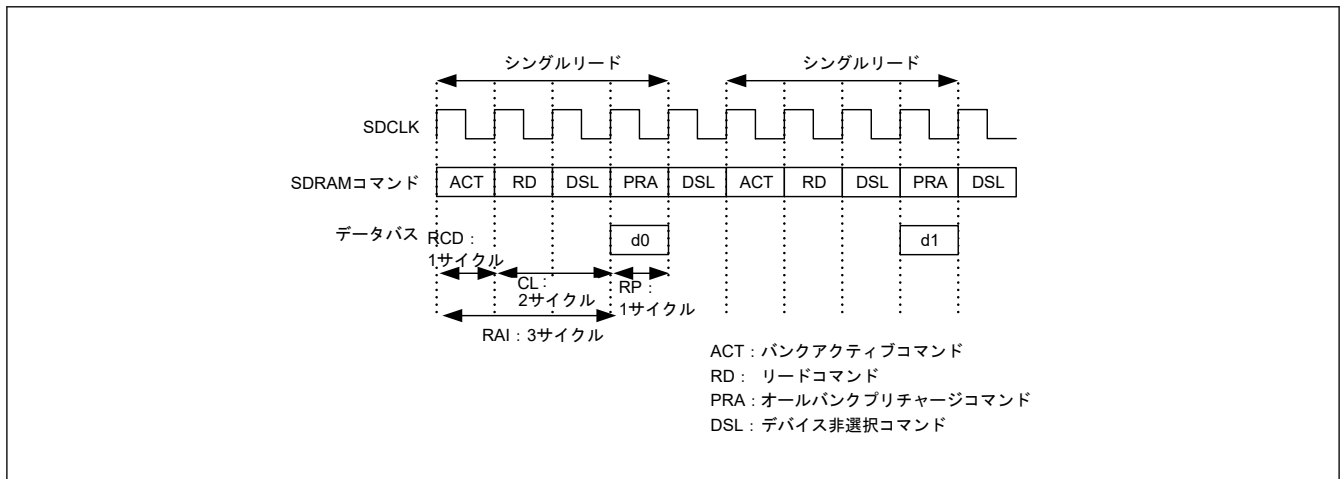 シングルリード シングルリード
SDCLK
SDRAMコマンド ACT RD DSL PRA DSL ACT RD DSL PRA DSL
データバス d0 d1
RCD：
1サイクル
CL：
2サイクル
RP：
1サイクル
RAI：3サイクル
ACT：バンクアクティブコマンド
RD： リードコマンド
PRA：オールバンクプリチャージコマンド
DSL：デバイス非選択コマンド